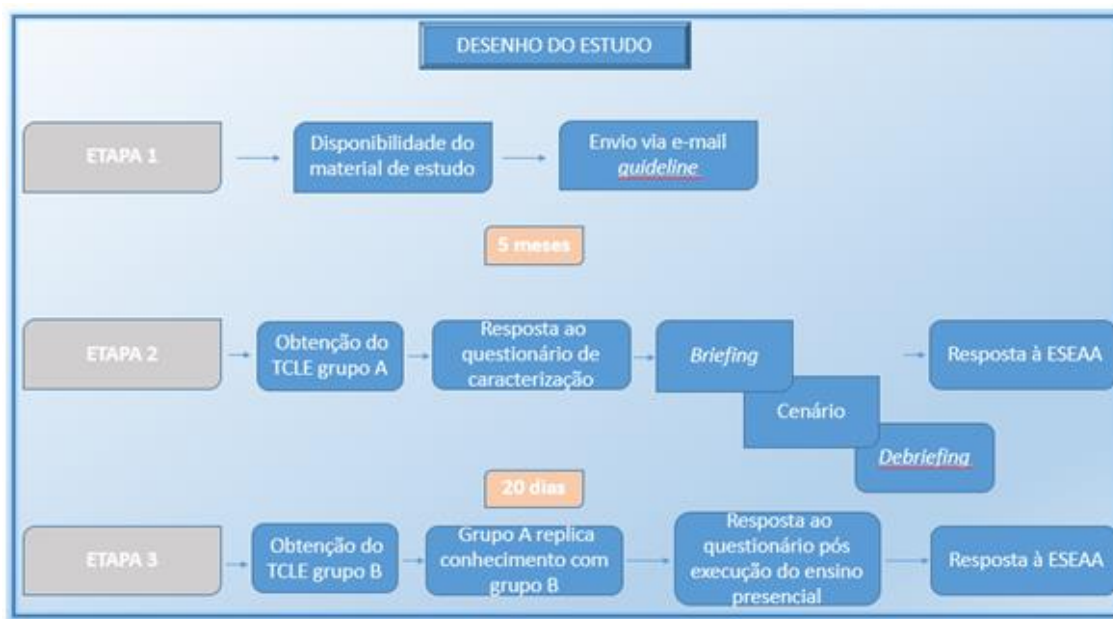 DESENHO DO ESTUDO
ETAPA 1
Disponibilidade do
material de estudo
Envio via e-mail
guideline
5 meses
ETAPA 2
Obtenção do
TCLE grupo A
Resposta ao
questionário de
caracterização
Briefing
Cenário
Debriefing
Resposta à ESEAA
20 dias
ETAPA 3
Obtenção do
TCLE grupo B
Grupo A replica
conhecimento com
grupo B
Resposta ao
questionário pós
execução do ensino
presencial
Resposta à ESEAA